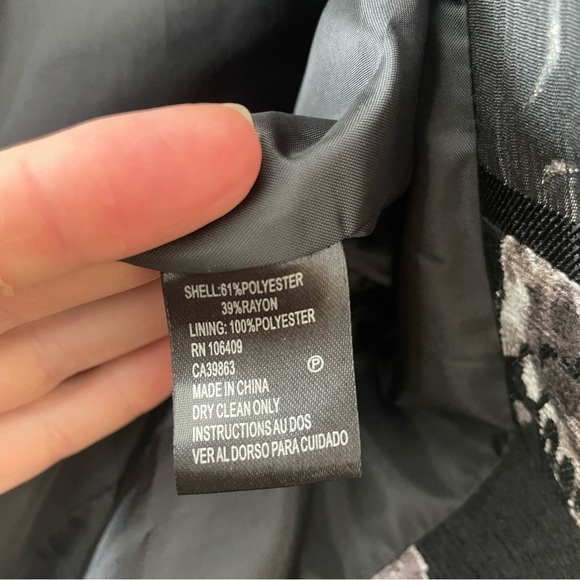 SHELL:61%POLYESTER
39%RAYON
LINING: 100%POLYESTER
RN 106409
CA39863 P
MADE IN CHINA
DRY CLEAN ONLY
INSTRUCTIONS AU DOS
VER AL DORSO PARA CUIDADO